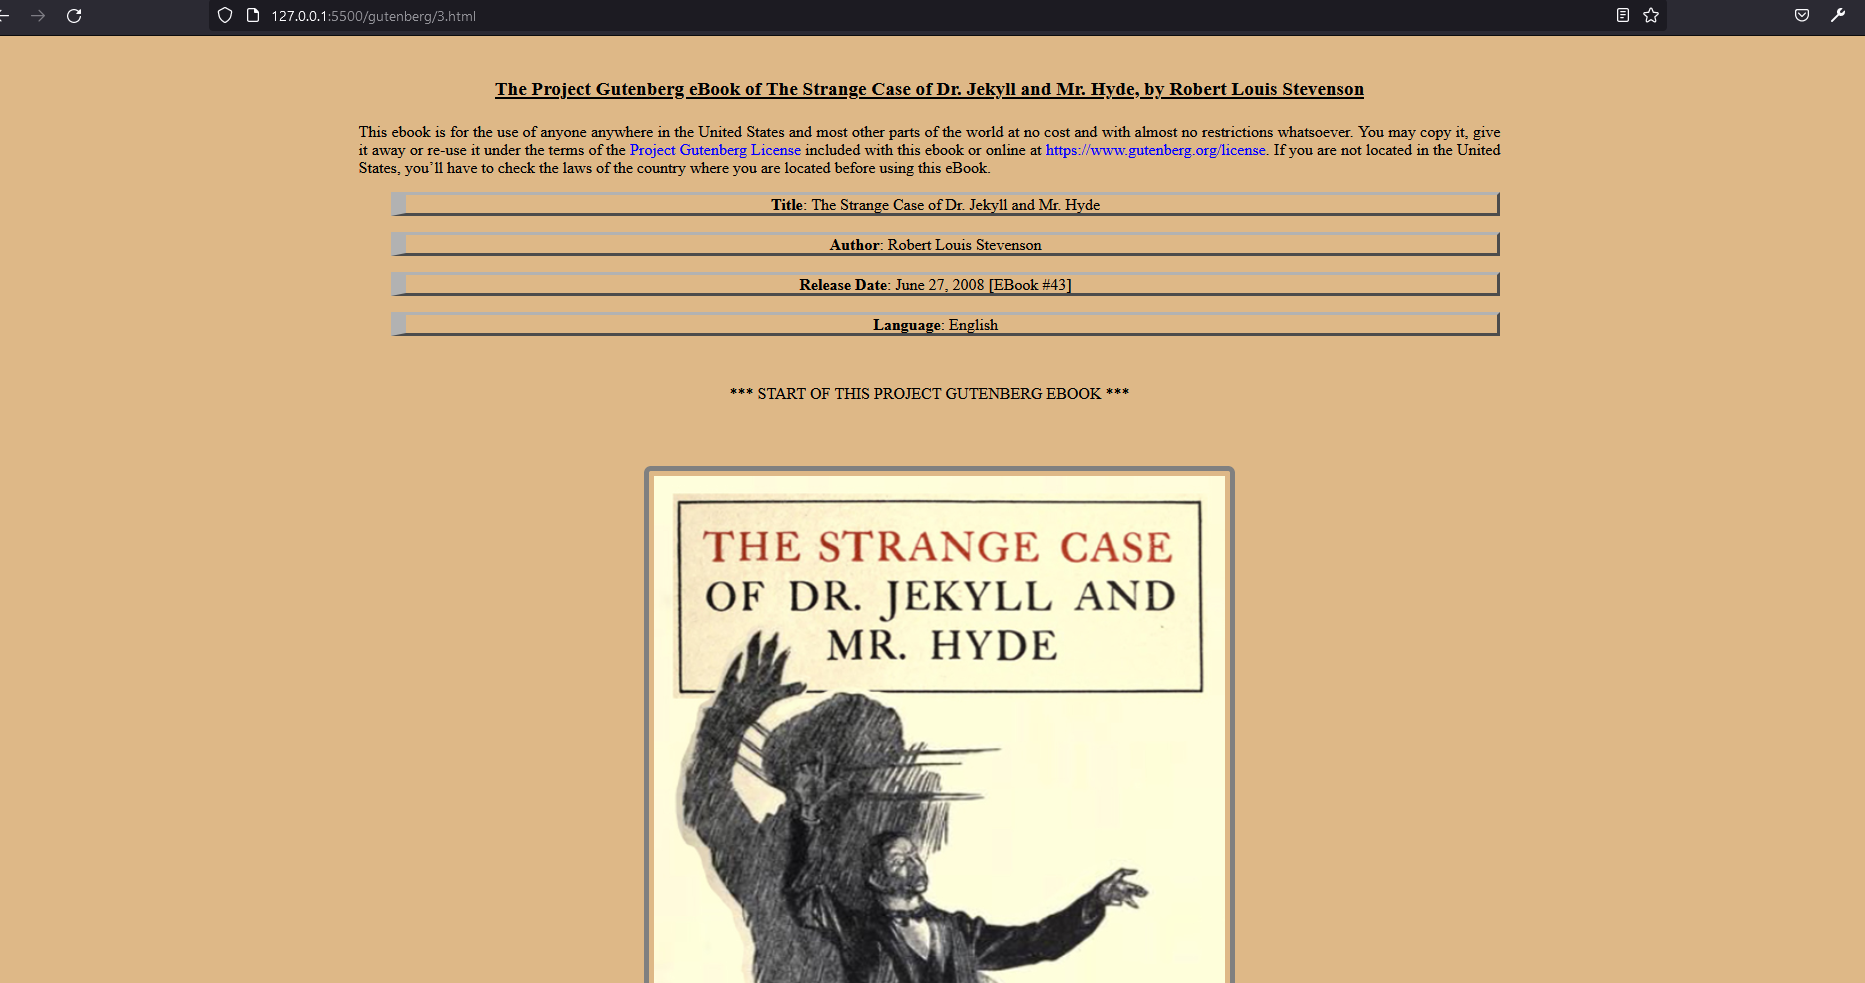 127.0.0.1:5500/gutenberg/3.html
The Project Gutenberg eBook of The Strange Case of Dr. Jekyll and Mr. Hyde, by Robert Louis Stevenson
This ebook is for the use of anyone anywhere in the United States and most other parts of the world at no cost and with almost no restrictions whatsoever. You may copy it, give
it away or re-use it under the terms of the Project Gutenberg License included with this ebook or online at https://www.gutenberg.org/license. If you are not located in the United
States, you’ll have to check the laws of the country where you are located before using this eBook.
Title: The Strange Case of Dr. Jekyll and Mr. Hyde
Author: Robert Louis Stevenson
Release Date: June 27, 2008 [EBook #43]
Language: English
*** START OF THIS PROJECT GUTENBERG EBOOK ***
THE STRANGE CASE
OF DR. JEKYLL AND
MR. HYDE